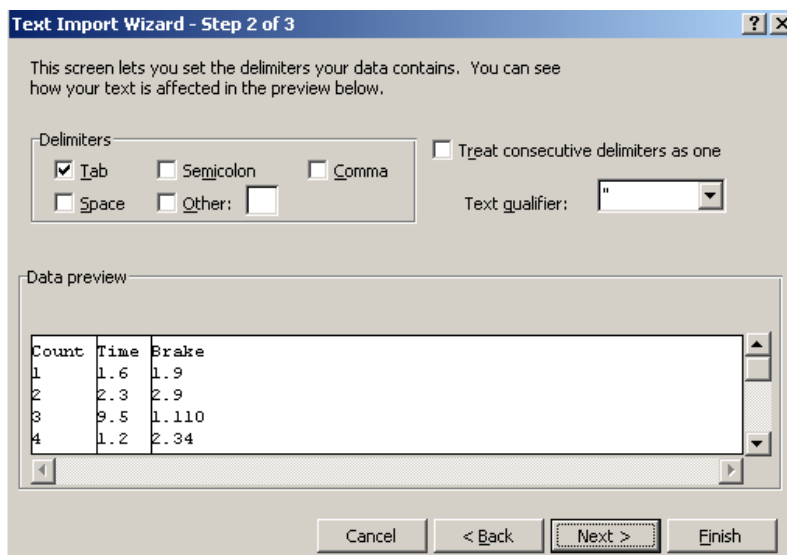 Text Import Wizard - Step 2 of 3
This screen lets you set the delimiters your data contains. You can see
how your text is affected in the preview below.
Delimiters
Tab Semicolon Comma
Space Other:
Treat consecutive delimiters as one
Text qualifier: "
Data preview
Count Time Brake
1 1.6 1.9
2 2.3 2.9
3 9.5 1.110
4 1.2 2.34
Cancel < Back Next > Finish